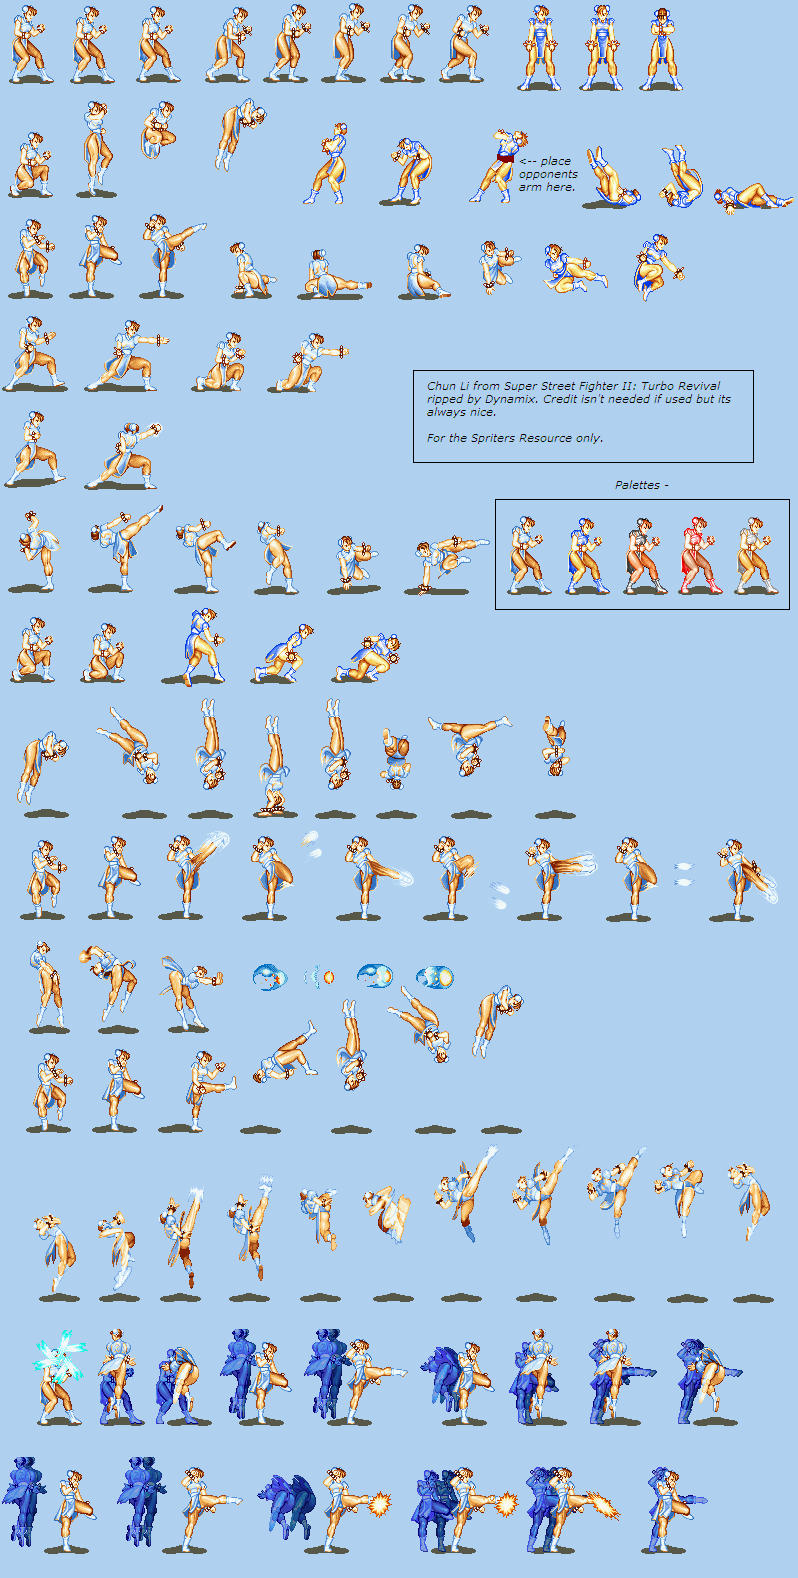 <-- place
opponents
arm here.
Chun Li from Super Street Fighter II: Turbo Revival
ripped by Dynamix. Credit isn't needed if used but its
always nice.
For the Spriters Resource only.
Palettes -